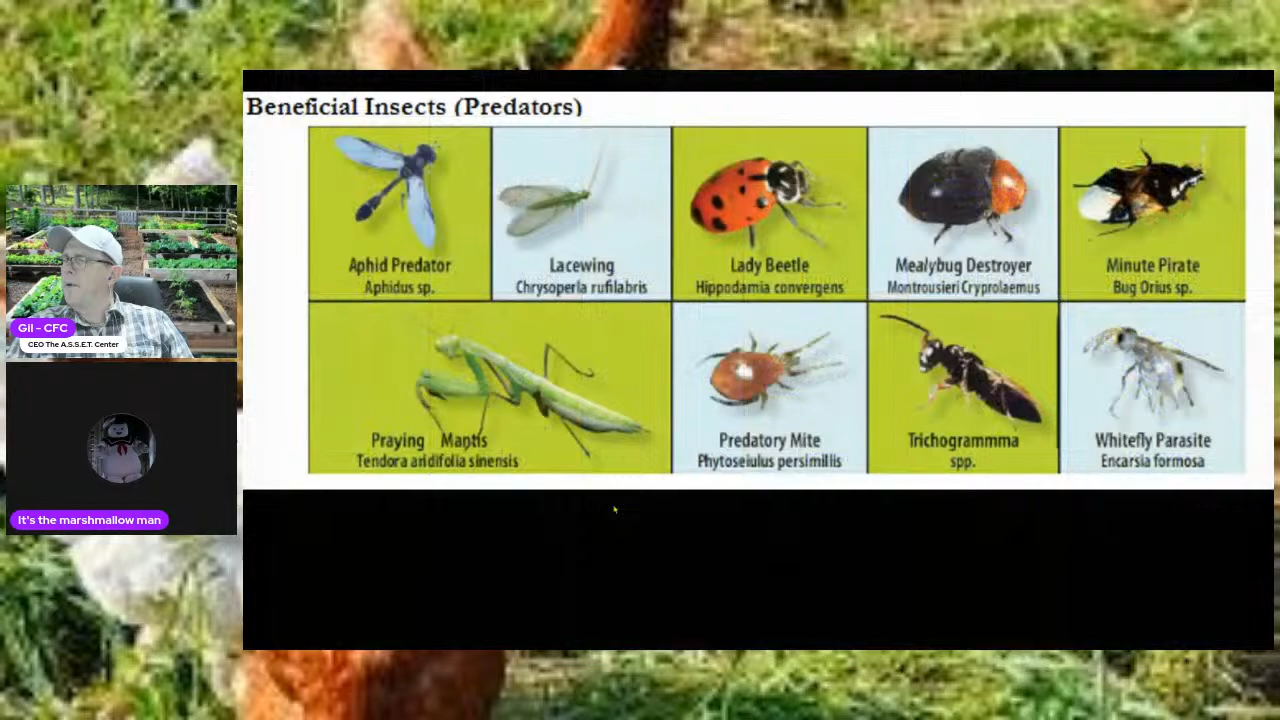 Beneficial Insects (Predators)
Aphid Predator
Aphidus sp.
Lacewing
Chrysoperla rufilabris
Lady Beetle
Hippodamia convergens
Mealybug Destroyer
Montrousieri Cryprolaemus
Minute Pirate
Bug Orius sp.
Praying Mantis
Tendora aridifolia sinensis
Predatory Mite
Phytoseiulus persimillis
Trichogrammma
spp.
Whitefly Parasite
Encarsia formosa
Gil - CFC
CEO The A.S.S.E.T. Center
It's the marshmallow man